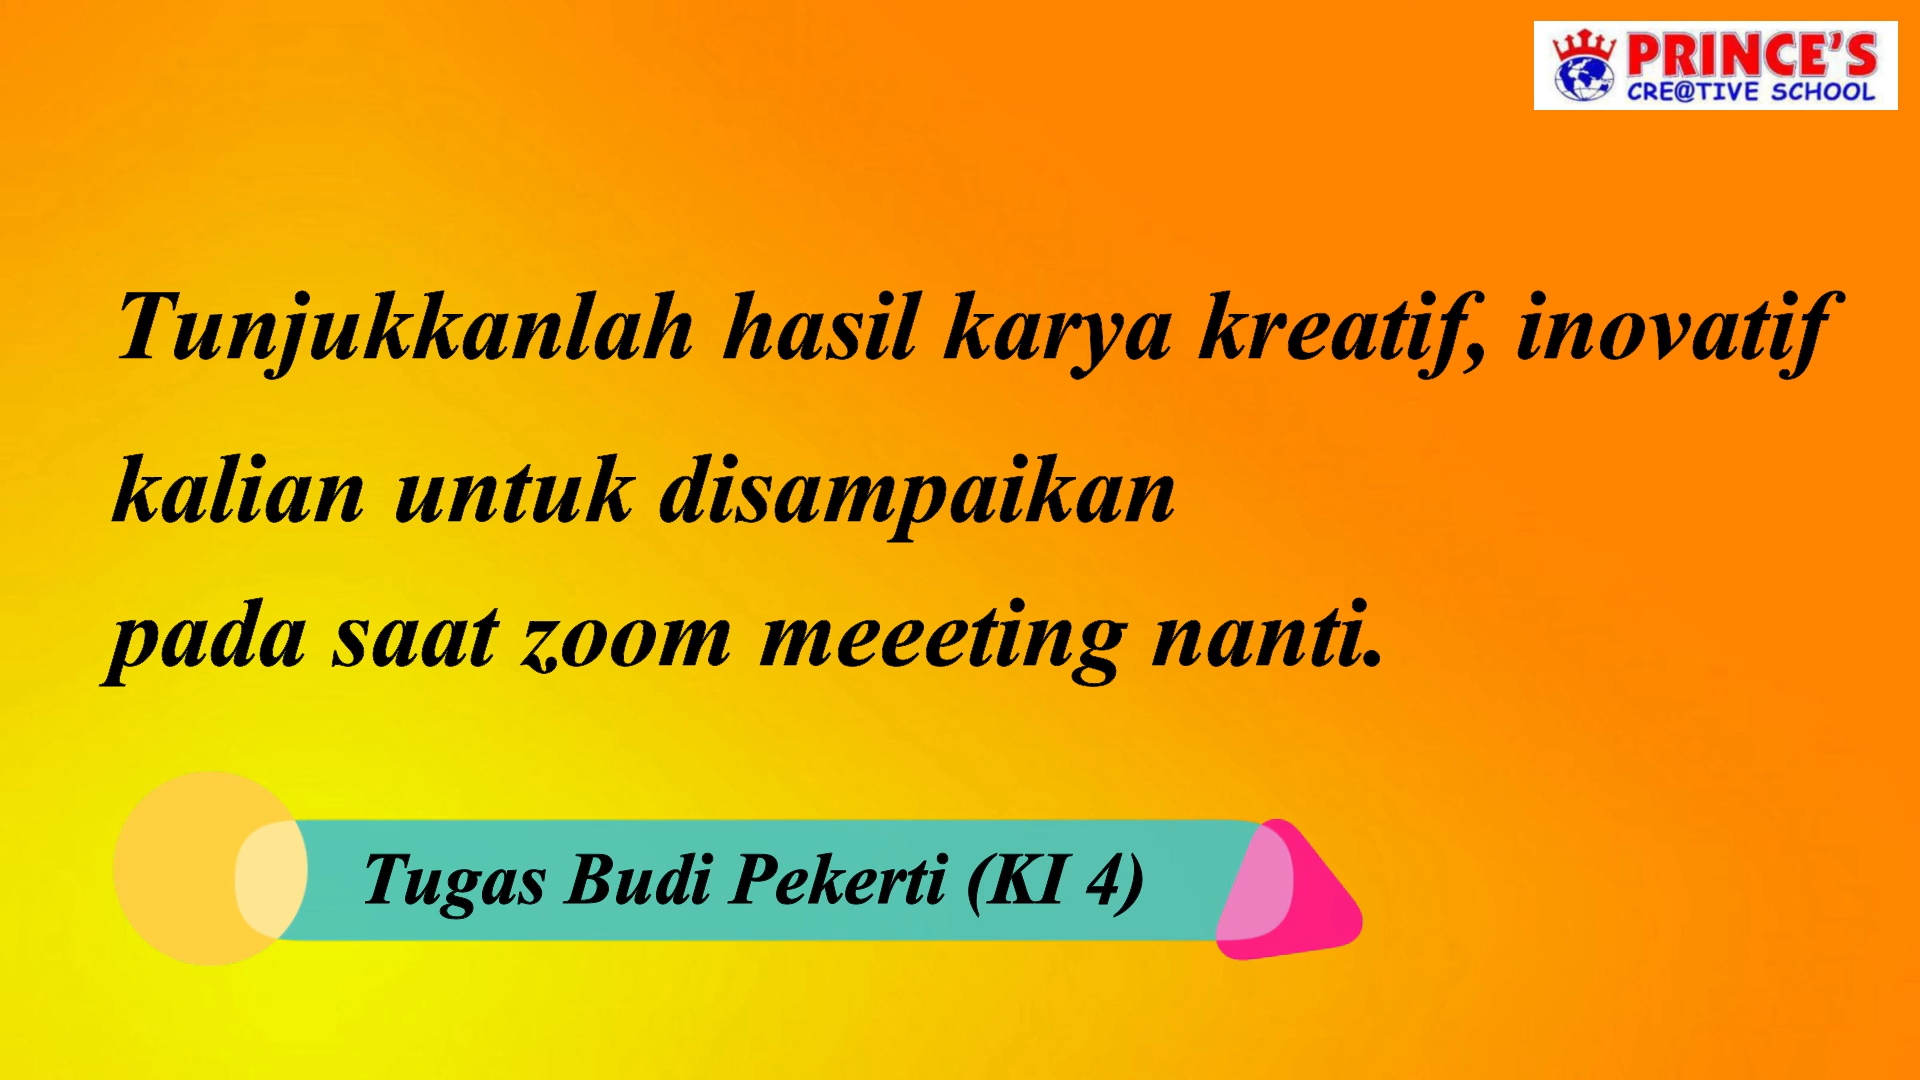 PRINCE'S
CRE@TIVE SCHOOL
Tunjukkanlah hasil karya kreatif, inovatif
kalian untuk disampaikan
pada saat zoom meeeting nanti.
Tugas Budi Pekerti (KI 4)